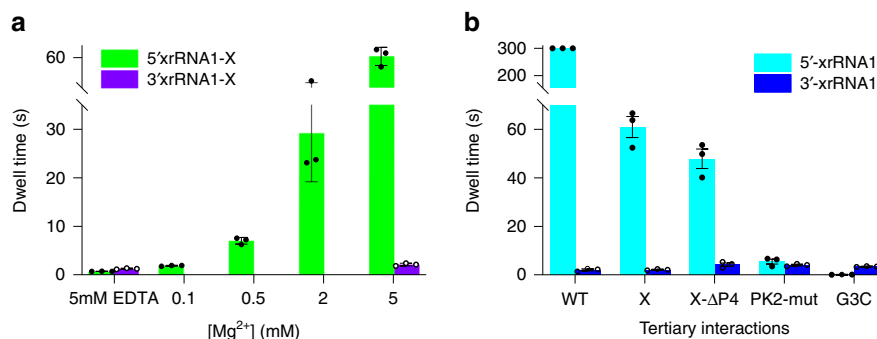 a
5′xrRNA1-X
3′xrRNA1-X
Dwell time (s)
60
30
20
10
0
5mM EDTA 0.1 0.5 2 5
[Mg2+] (mM)
b
5′-xrRNA1
3′-xrRNA1
Dwell time (s)
300
200
60
40
20
0
WT X X-ΔP4 PK2-mut G3C
Tertiary interactions